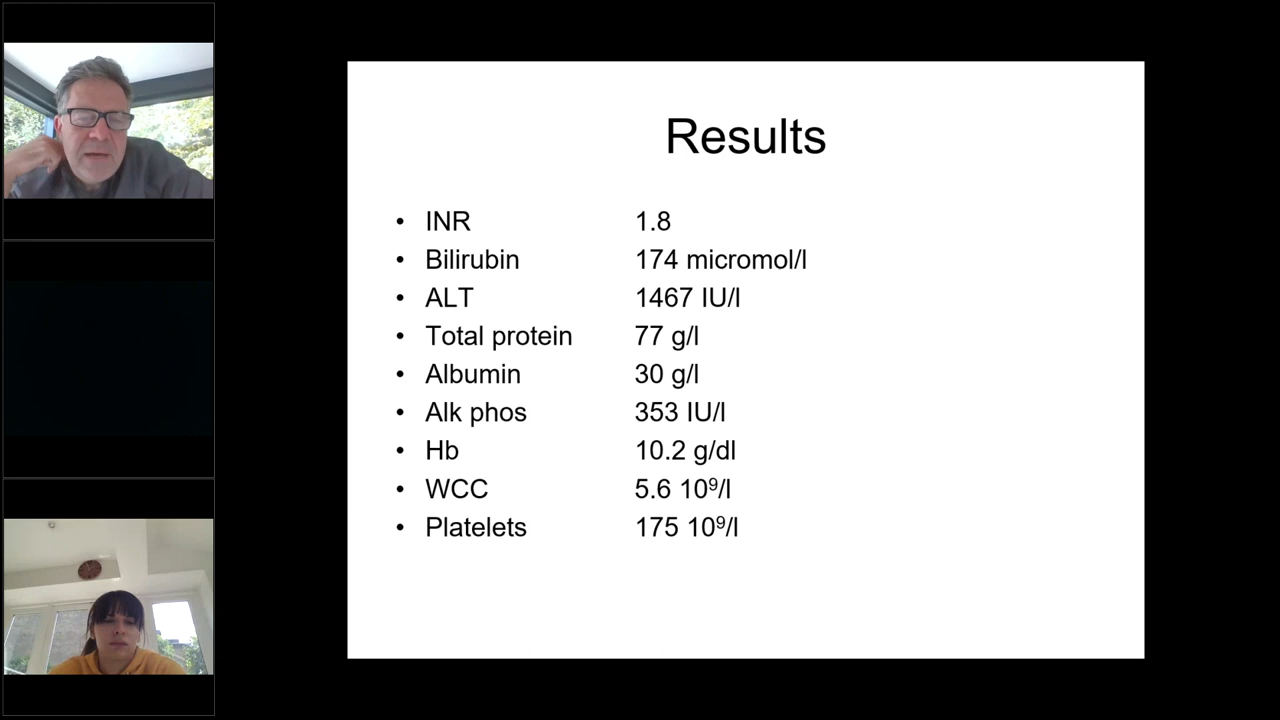 Results
• INR 1.8
• Bilirubin 174 micromol/l
• ALT 1467 IU/l
• Total protein 77 g/l
• Albumin 30 g/l
• Alk phos 353 IU/l
• Hb 10.2 g/dl
• WCC 5.6 10⁹/l
• Platelets 175 10⁹/l